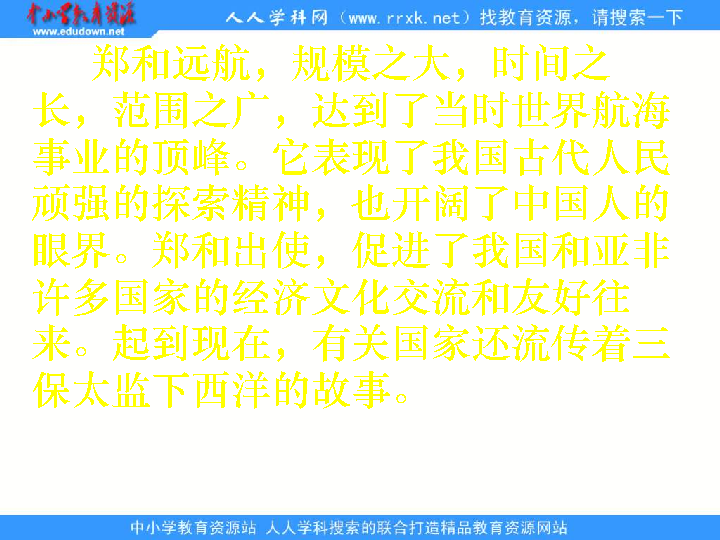 中小学教育资源
www.edudown.net
人人学科网（www.rrxk.net）找教育资源，请搜索一下
郑和远航，规模之大，时间之
长，范围之广，达到了当时世界航海
事业的顶峰。它表现了我国古代人民
顽强的探索精神，也开阔了中国人的
眼界。郑和出使，促进了我国和亚非
许多国家的经济文化交流和友好往
来。起到现在，有关国家还流传着三
保太监下西洋的故事。
中小学教育资源站 人人学科搜索的联合打造精品教育资源网站